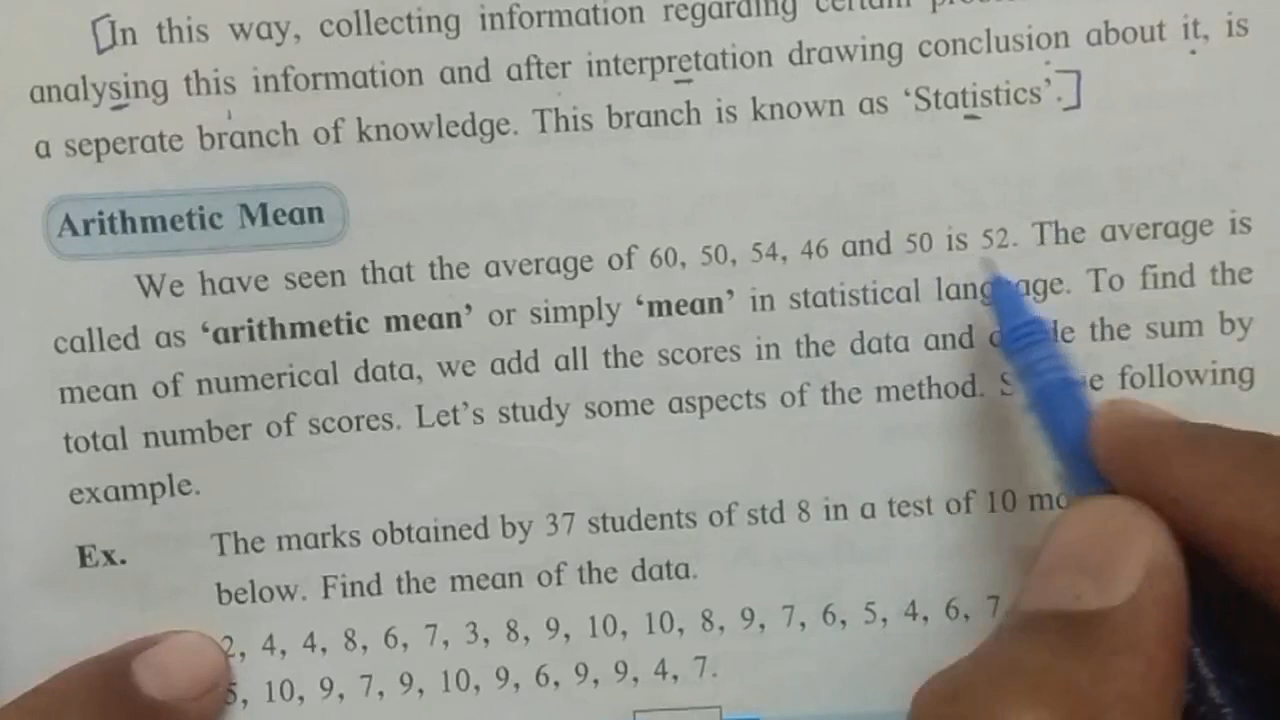 In this way, collecting information regarding certain
analysing this information and after interpretation drawing conclusion about it, is
a seperate branch of knowledge. This branch is known as ‘Statistics’.
Arithmetic Mean
We have seen that the average of 60, 50, 54, 46 and 50 is 52. The average is
called as ‘arithmetic mean’ or simply ‘mean’ in statistical language. To find the
mean of numerical data, we add all the scores in the data and the sum by
total number of scores. Let’s study some aspects of the method. following
example.
Ex. The marks obtained by 37 students of std 8 in a test of 10
below. Find the mean of the data.
2, 4, 4, 8, 6, 7, 3, 8, 9, 10, 10, 8, 9, 7, 6, 5, 4, 6, 7
5, 10, 9, 7, 9, 10, 9, 6, 9, 9, 4, 7.